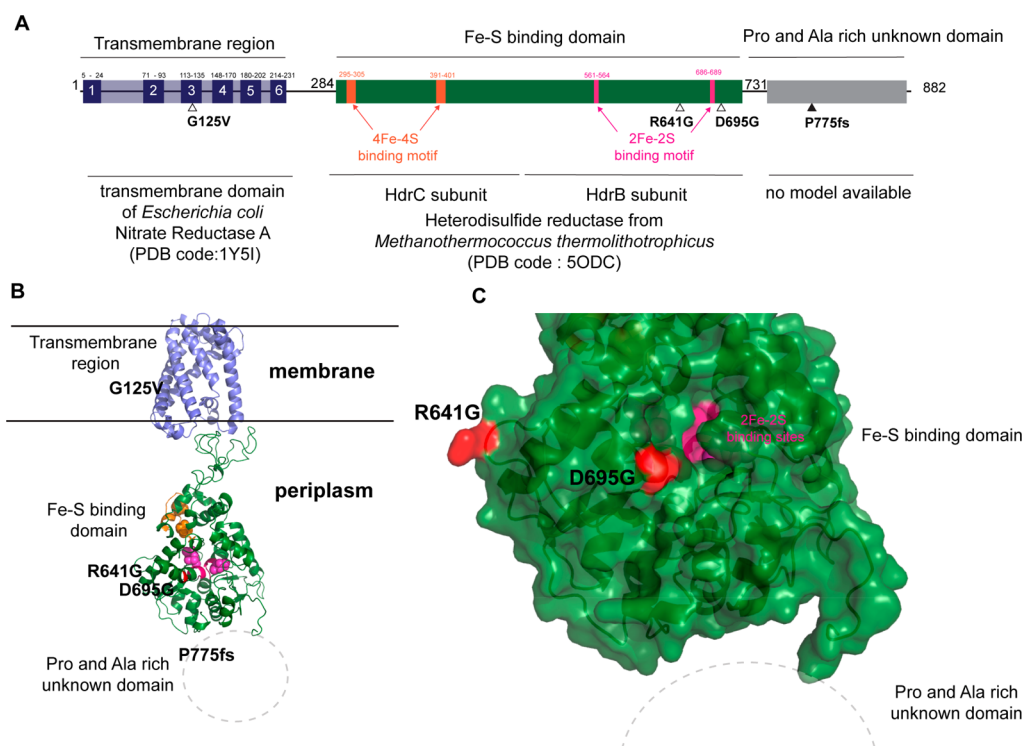 A
Transmembrane region
Fe-S binding domain
Pro and Ala rich unknown domain
5 - 24
71 - 93
113-135
148-170
180-202
214-231
295-305
391-401
561-564
686-689
1
1
2
3
4
5
6
284
731
882
G125V
R641G
D695G
P775fs
4Fe-4S
binding motif
2Fe-2S
binding motif
transmembrane domain
of Escherichia coli
Nitrate Reductase A
(PDB code:1Y5I)
HdrC subunit
HdrB subunit
Heterodisulfide reductase from
Methanothermococcus thermolithotrophicus
(PDB code : 5ODC)
no model available
B
Transmembrane
region
G125V
membrane
periplasm
Fe-S binding
domain
R641G
D695G
P775fs
Pro and Ala rich
unknown domain
C
R641G
D695G
2Fe-2S
binding sites
Fe-S binding domain
Pro and Ala rich
unknown domain